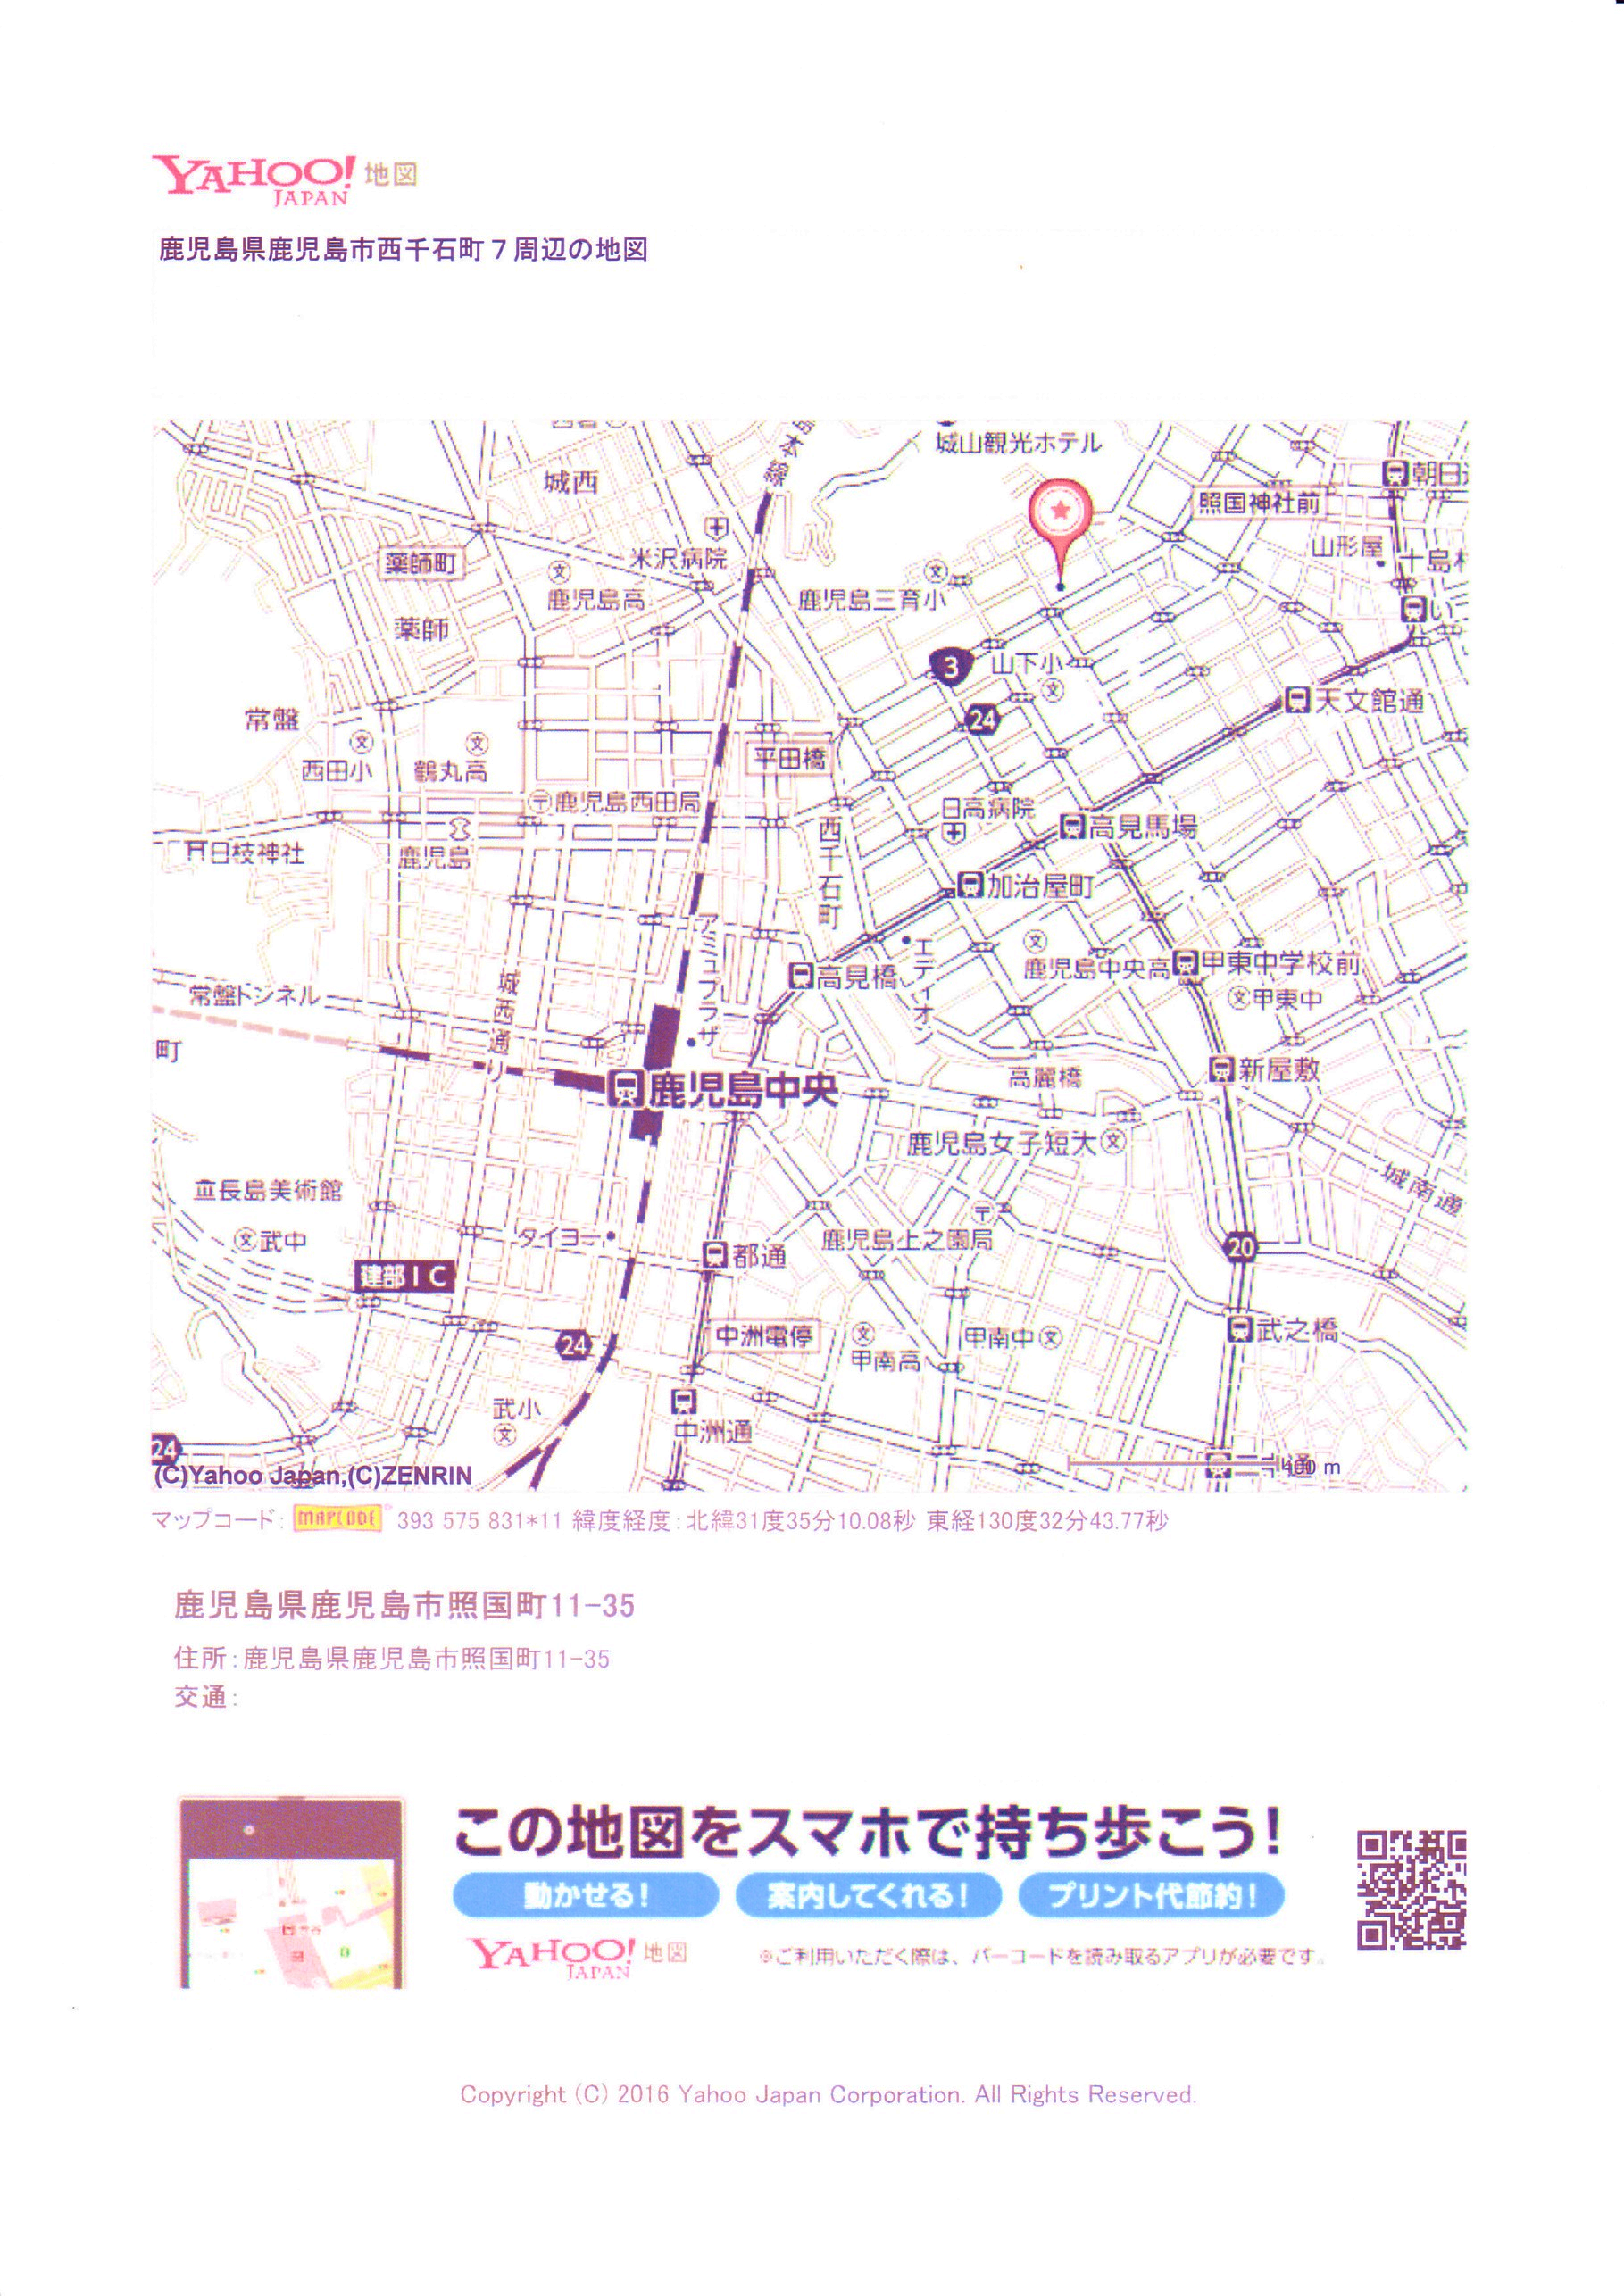 YAHOO! 地図
JAPAN
鹿児島県鹿児島市西千石町７周辺の地図
城山観光ホテル
朝日
城西
照国神社前
山形屋
米沢病院
十島
薬師町
鹿児島高
鹿児島三育小
薬師
い
3
山下小
天文館通
常盤
24
西田小
鶴丸高
平田橋
鹿児島西田局
日高病院
高見馬場
西千石町
日枝神社
鹿児島
加治屋町
アミュプラザ
エディオン
鹿児島中央高
甲東中学校前
高見橋
常盤トンネル
城西通り
甲東中
町
鹿児島中央
高麗橋
新屋敷
鹿児島女子短大
長島美術館
城南通
武中
タイヨー
都通
鹿児島上之園局
20
建部ＩＣ
24
中洲電停
甲南高
甲南中
武之橋
武小
中洲通
24
(C)Yahoo Japan,(C)ZENRIN
400 m
マップコード: MAPCODE 393 575 831*11 緯度経度:北緯31度35分10.08秒 東経130度32分43.77秒
鹿児島県鹿児島市照国町11-35
住所:鹿児島県鹿児島市照国町11-35
交通:
この地図をスマホで持ち歩こう!
動かせる! 案内してくれる! プリント代節約!
YAHOO! 地図
JAPAN
※ご利用いただく際は、バーコードを読み取るアプリが必要です。
Copyright (C) 2016 Yahoo Japan Corporation. All Rights Reserved.